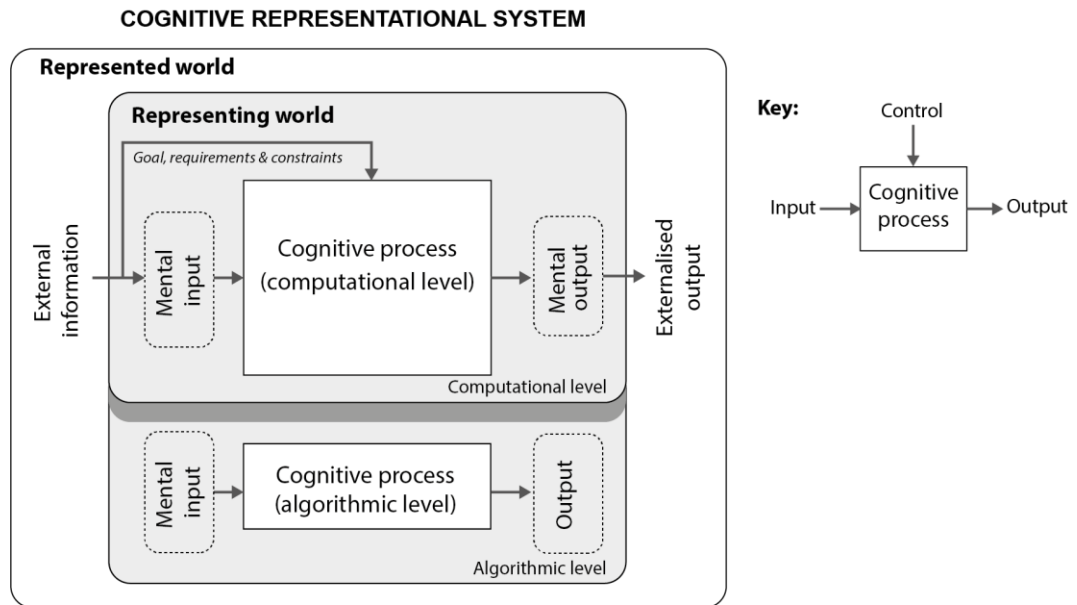 COGNITIVE REPRESENTATIONAL SYSTEM
Represented world
Representing world
Goal, requirements & constraints
External
information
Mental
input
Cognitive process
(computational level)
Mental
output
Externalised
output
Computational level
Mental
input
Cognitive process
(algorithmic level)
Output
Algorithmic level
Key:
Control
Input
Cognitive
process
Output